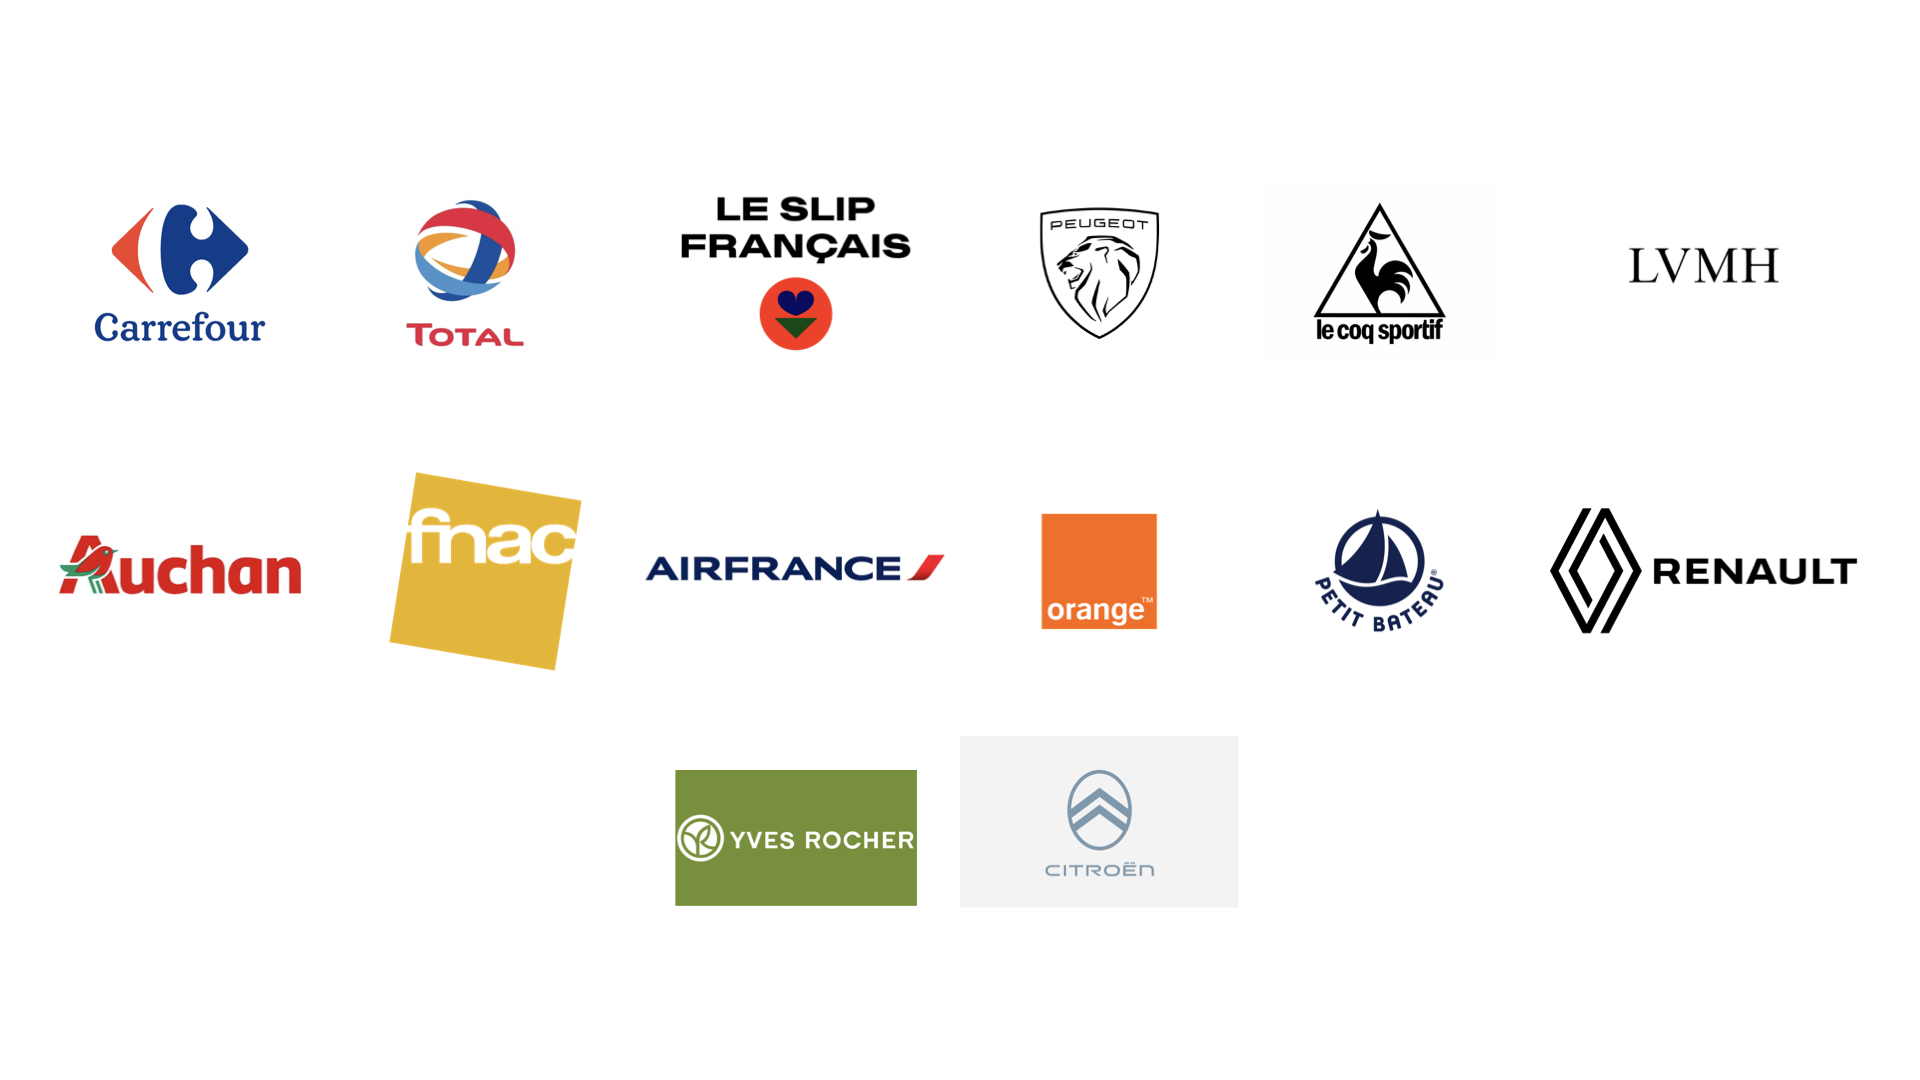 Carrefour
TOTAL
LE SLIP
FRANÇAIS
PEUGEOT
le coq sportif
LVMH
Auchan
fnac
AIRFRANCE
orange™
PETIT BATEAU®
RENAULT
YVES ROCHER
CITROËN